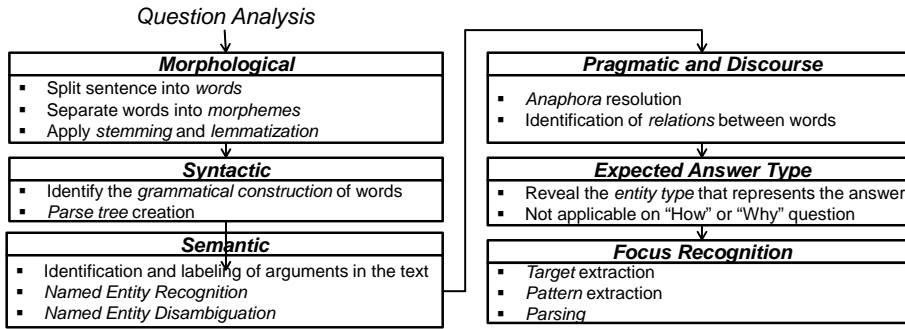 Question Analysis
Morphological
▪ Split sentence into words
▪ Separate words into morphemes
▪ Apply stemming and lemmatization
Syntactic
▪ Identify the grammatical construction of words
▪ Parse tree creation
Semantic
▪ Identification and labeling of arguments in the text
▪ Named Entity Recognition
▪ Named Entity Disambiguation
Pragmatic and Discourse
▪ Anaphora resolution
▪ Identification of relations between words
Expected Answer Type
▪ Reveal the entity type that represents the answer
▪ Not applicable on “How” or “Why” question
Focus Recognition
▪ Target extraction
▪ Pattern extraction
▪ Parsing